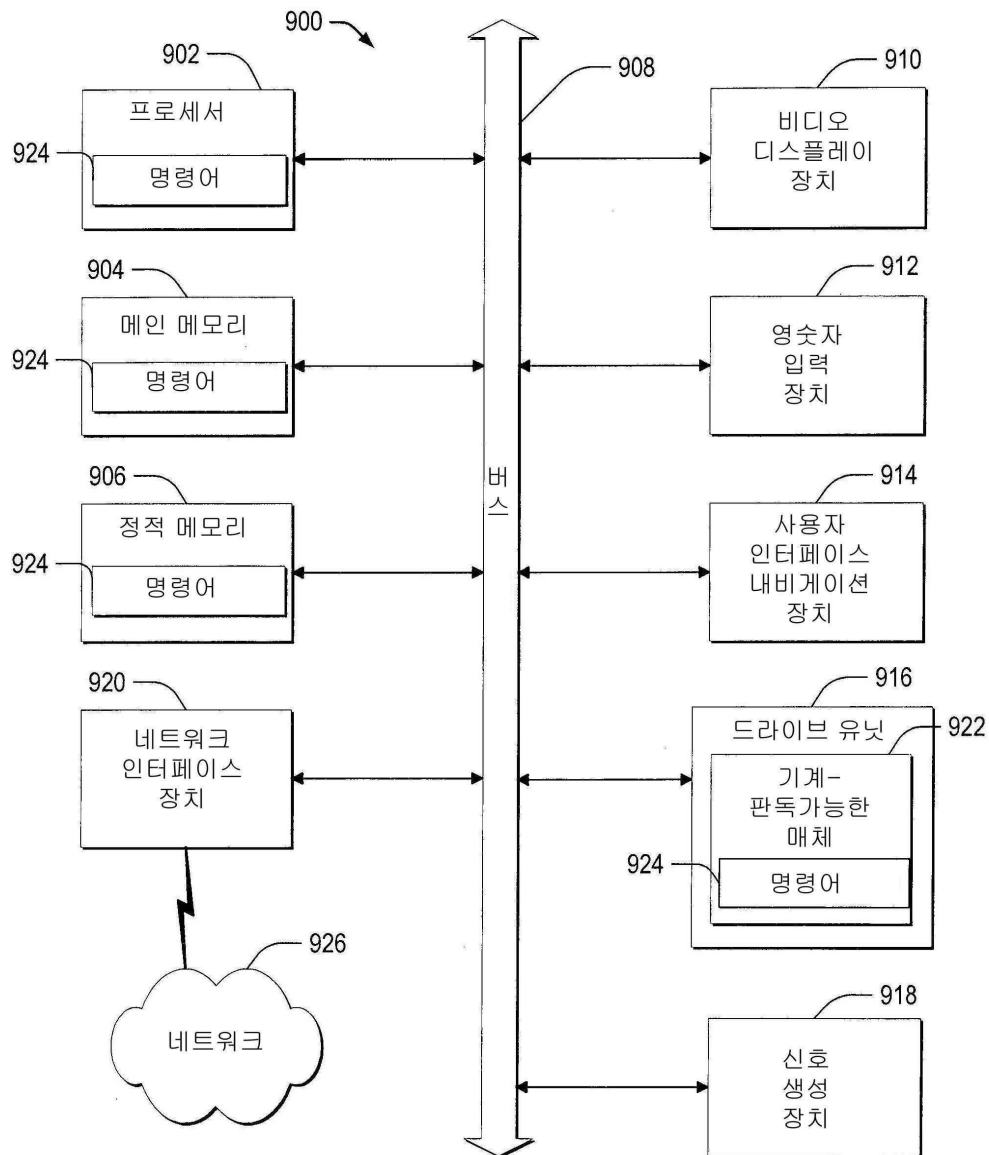 900
902
프로세서
924
명령어
904
메인 메모리
924
명령어
906
정적 메모리
924
명령어
920
네트워크
인터페이스
장치
926
네트워크
908
버
스
910
비디오
디스플레이
장치
912
영숫자
입력
장치
914
사용자
인터페이스
내비게이션
장치
916
드라이브 유닛
922
기계-
판독가능한
매체
924
명령어
918
신호
생성
장치